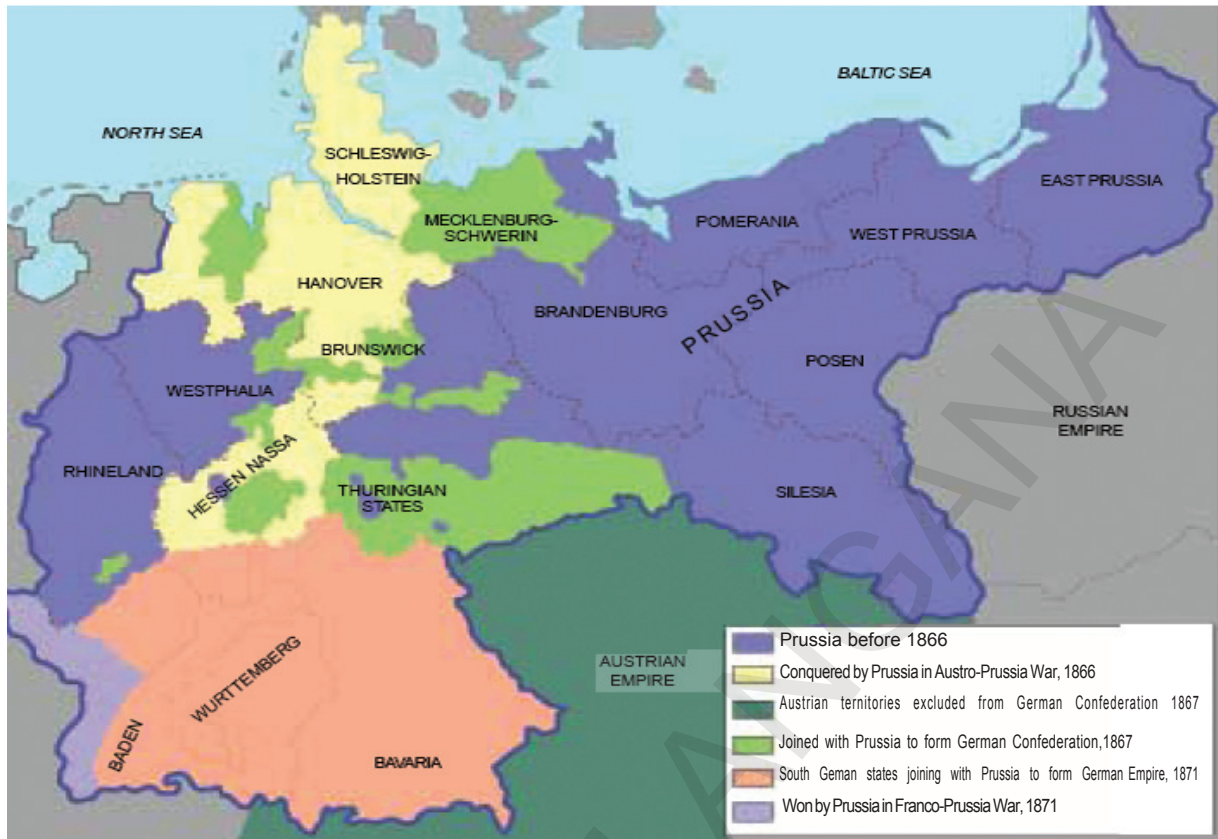 BALTIC SEA
NORTH SEA
SCHLESWIG-
HOLSTEIN
EAST PRUSSIA
MECKLENBURG-
SCHWERIN
POMERANIA
WEST PRUSSIA
HANOVER
BRANDENBURG
PRUSSIA
BRUNSWICK
POSEN
WESTPHALIA
RUSSIAN
EMPIRE
RHINELAND
HESSEN NASSA
THURINGIAN
STATES
SILESIA
AUSTRIAN
EMPIRE
WURTTEMBERG
BADEN
BAVARIA
Prussia before 1866
Conquered by Prussia in Austro-Prussia War, 1866
Austrian territories excluded from German Confederation 1867
Joined with Prussia to form German Confederation,1867
South Geman states joining with Prussia to form German Empire, 1871
Won by Prussia in Franco-Prussia War, 1871
LANGANA